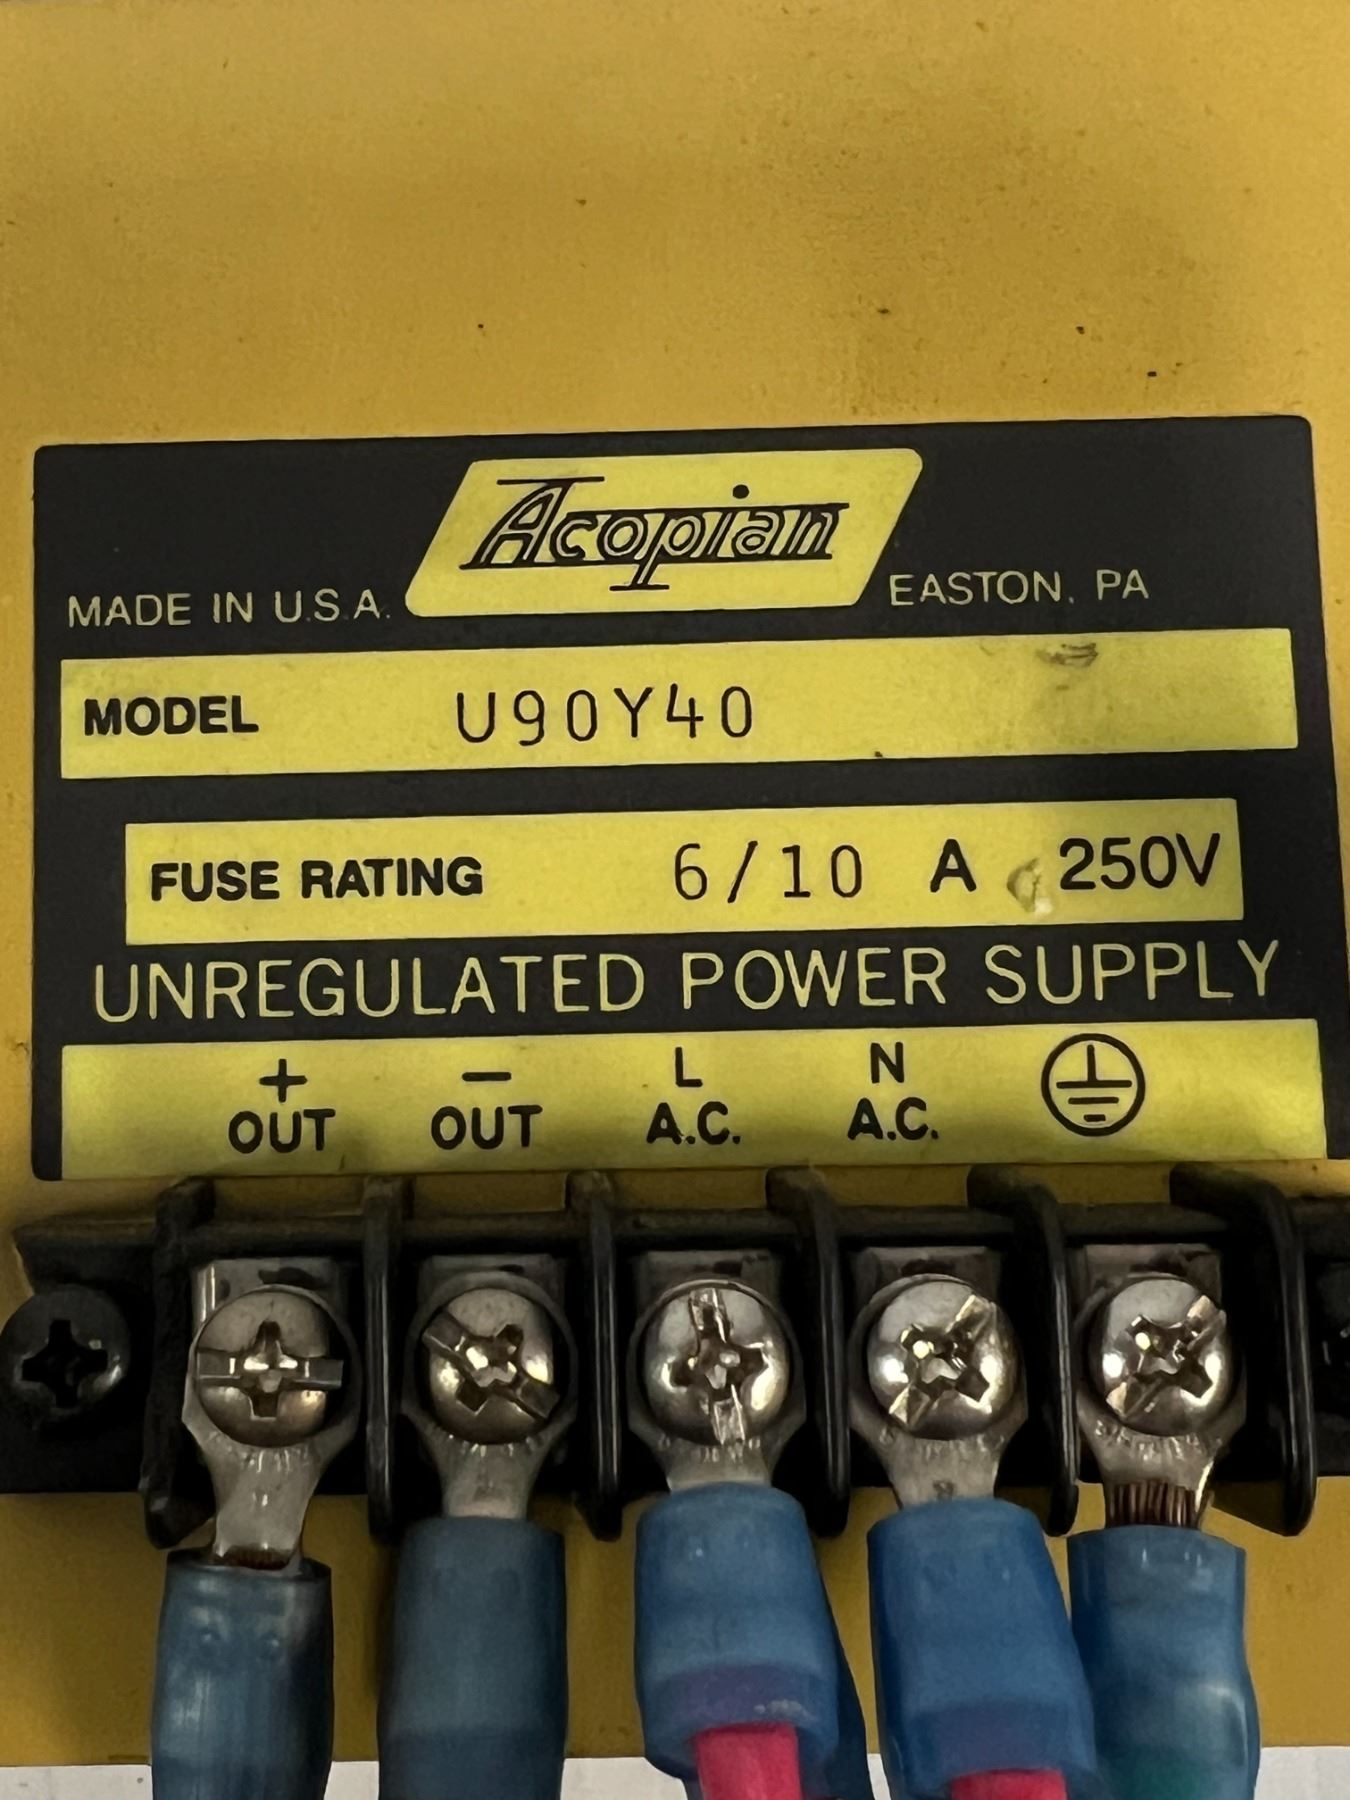 Acopian
MADE IN U.S.A. EASTON, PA
MODEL U90Y40
FUSE RATING 6/10 A 250V
UNREGULATED POWER SUPPLY
+ − L N
OUT OUT A.C. A.C.